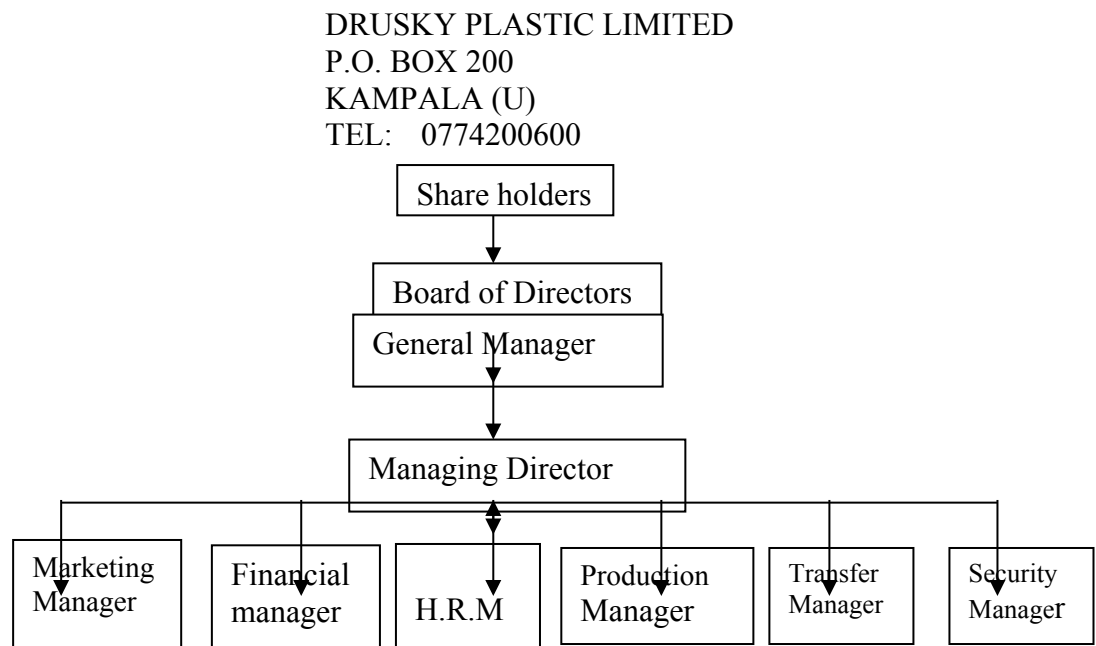 DRUSKY PLASTIC LIMITED
P.O. BOX 200
KAMPALA (U)
TEL: 0774200600
Share holders
Board of Directors
General Manager
Managing Director
Marketing
Manager
Financial
manager
H.R.M
Production
Manager
Transfer
Manager
Security
Manager